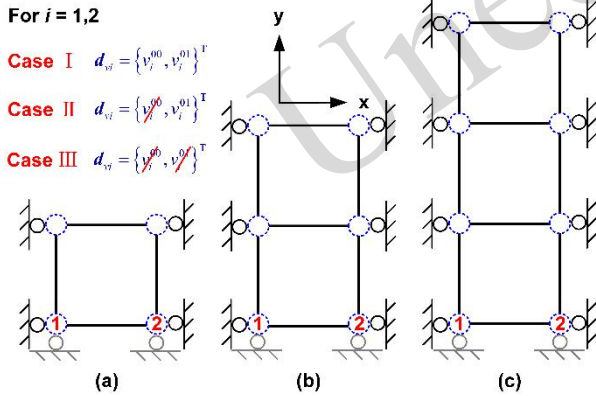 For i = 1,2
Case I d_vi = {v_i^00, v_i^01}^T
Case II d_vi = {v_i^00, v_i^01}^T
Case III d_vi = {v_i^00, v_i^01}^T
y
x
1 2
1 2
1 2
(a) (b) (c)